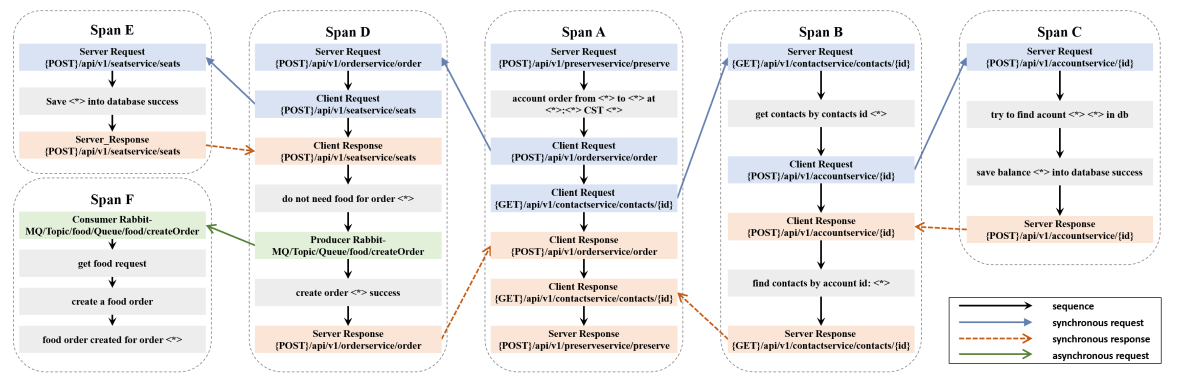 Span E
Server Request
{POST}/api/v1/seatservice/seats
Save <*> into database success
Server_Response
{POST}/api/v1/seatservice/seats
Span F
Consumer Rabbit-
MQ/Topic/food/Queue/food/createOrder
get food request
create a food order
food order created for order <*>
Span D
Server Request
{POST}/api/v1/orderservice/order
Client Request
{POST}/api/v1/seatservice/seats
Client Response
{POST}/api/v1/seatservice/seats
do not need food for order <*>
Producer Rabbit-
MQ/Topic/Queue/food/createOrder
create order <*> success
Server Response
{POST}/api/v1/orderservice/order
Span A
Server Request
{POST}/api/v1/preserveservice/preserve
account order from <*> to <*> at
<*>:<*> CST <*>
Client Request
{POST}/api/v1/orderservice/order
Client Request
{GET}/api/v1/contactservice/contacts/{id}
Client Response
{POST}/api/v1/orderservice/order
Client Response
{GET}/api/v1/contactservice/contacts/{id}
Server Response
{POST}/api/v1/preserveservice/preserve
Span B
Server Request
{GET}/api/v1/contactservice/contacts/{id}
get contacts by contacts id <*>
Client Request
{POST}/api/v1/accountservice/{id}
Client Response
{POST}/api/v1/accountservice/{id}
find contacts by account id: <*>
Server Response
{GET}/api/v1/contactservice/contacts/{id}
Span C
Server Request
{POST}/api/v1/accountservice/{id}
try to find acount <*> <*> in db
save balance <*> into database success
Server Response
{POST}/api/v1/accountservice/{id}
sequence
synchronous request
synchronous response
asynchronous request